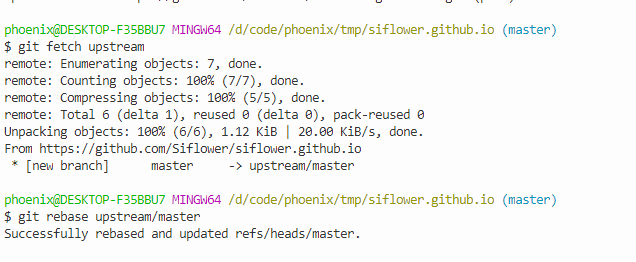 phoenix@DESKTOP-F35BBU7 MINGW64 /d/code/phoenix/tmp/siflower.github.io (master)
$ git fetch upstream
remote: Enumerating objects: 7, done.
remote: Counting objects: 100% (7/7), done.
remote: Compressing objects: 100% (5/5), done.
remote: Total 6 (delta 1), reused 0 (delta 0), pack-reused 0
Unpacking objects: 100% (6/6), 1.12 KiB | 20.00 KiB/s, done.
From https://github.com/Siflower/siflower.github.io
 * [new branch]      master     -> upstream/master
phoenix@DESKTOP-F35BBU7 MINGW64 /d/code/phoenix/tmp/siflower.github.io (master)
$ git rebase upstream/master
Successfully rebased and updated refs/heads/master.